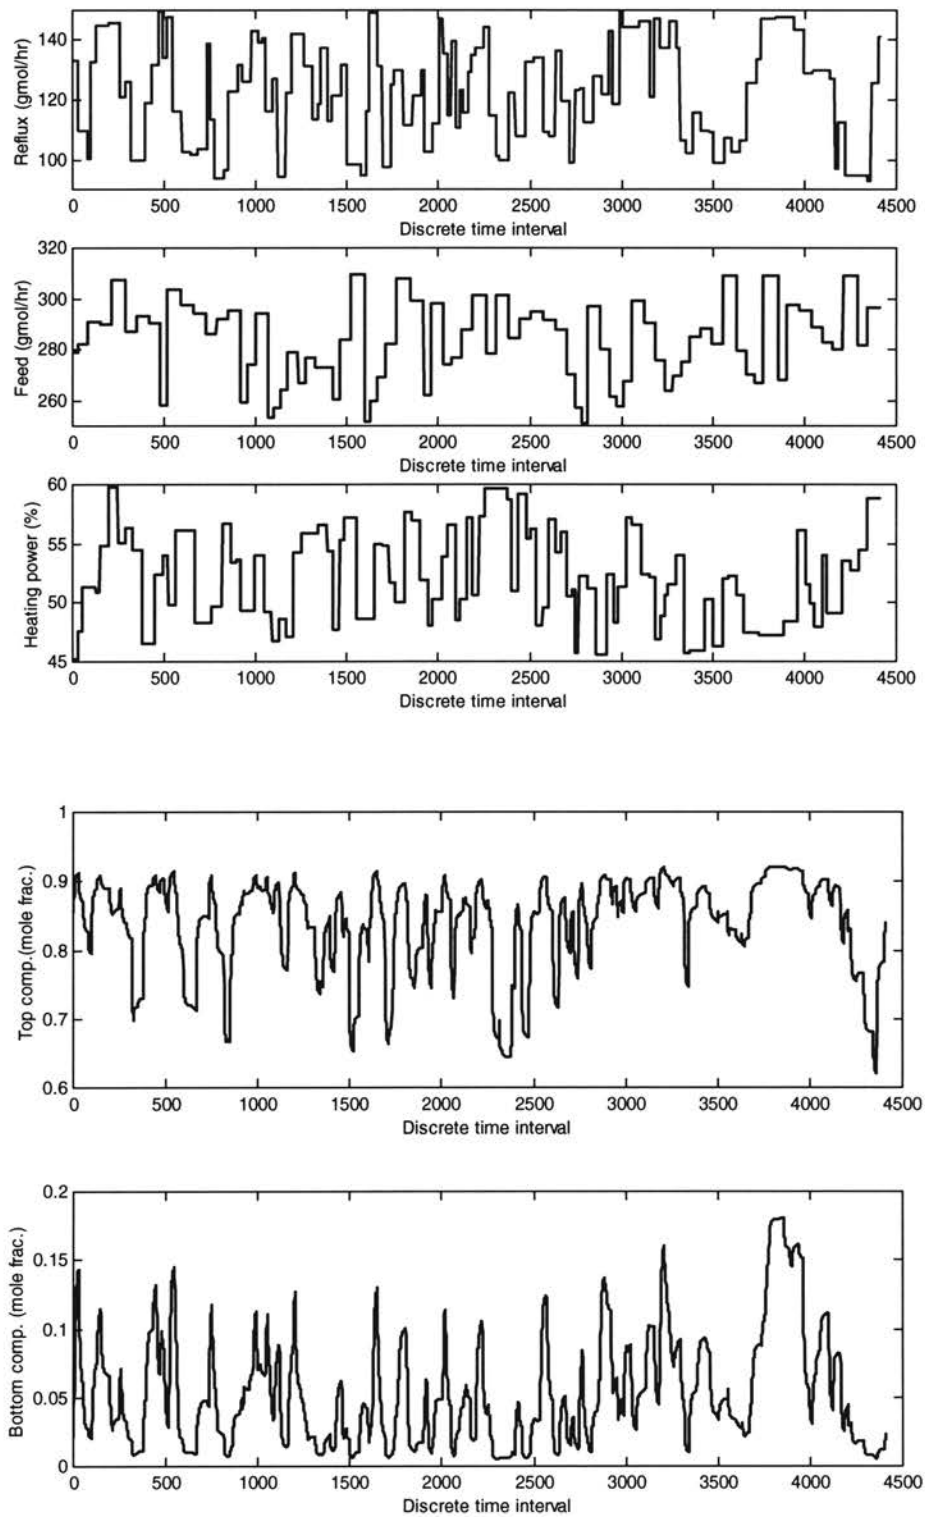 Reflux (gmol/hr)
140
120
100
0 500 1000 1500 2000 2500 3000 3500 4000 4500
Discrete time interval
Feed (gmol/hr)
320
300
280
260
0 500 1000 1500 2000 2500 3000 3500 4000 4500
Discrete time interval
Heating power (%)
60
55
50
45
0 500 1000 1500 2000 2500 3000 3500 4000 4500
Discrete time interval
Top comp.(mole frac.)
1
0.9
0.8
0.7
0.6
0 500 1000 1500 2000 2500 3000 3500 4000 4500
Discrete time interval
Bottom comp. (mole frac.)
0.2
0.15
0.1
0.05
0
0 500 1000 1500 2000 2500 3000 3500 4000 4500
Discrete time interval